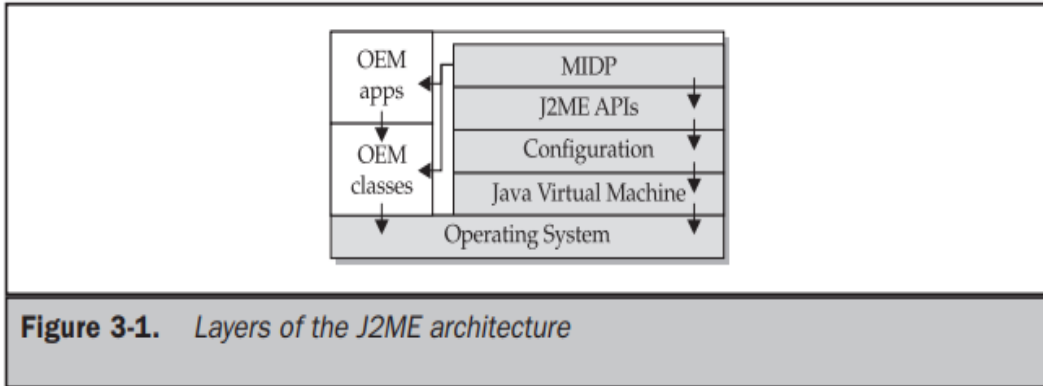 OEM
apps
MIDP
J2ME APIs
OEM
classes
Configuration
Java Virtual Machine
Operating System
Figure 3-1. Layers of the J2ME architecture